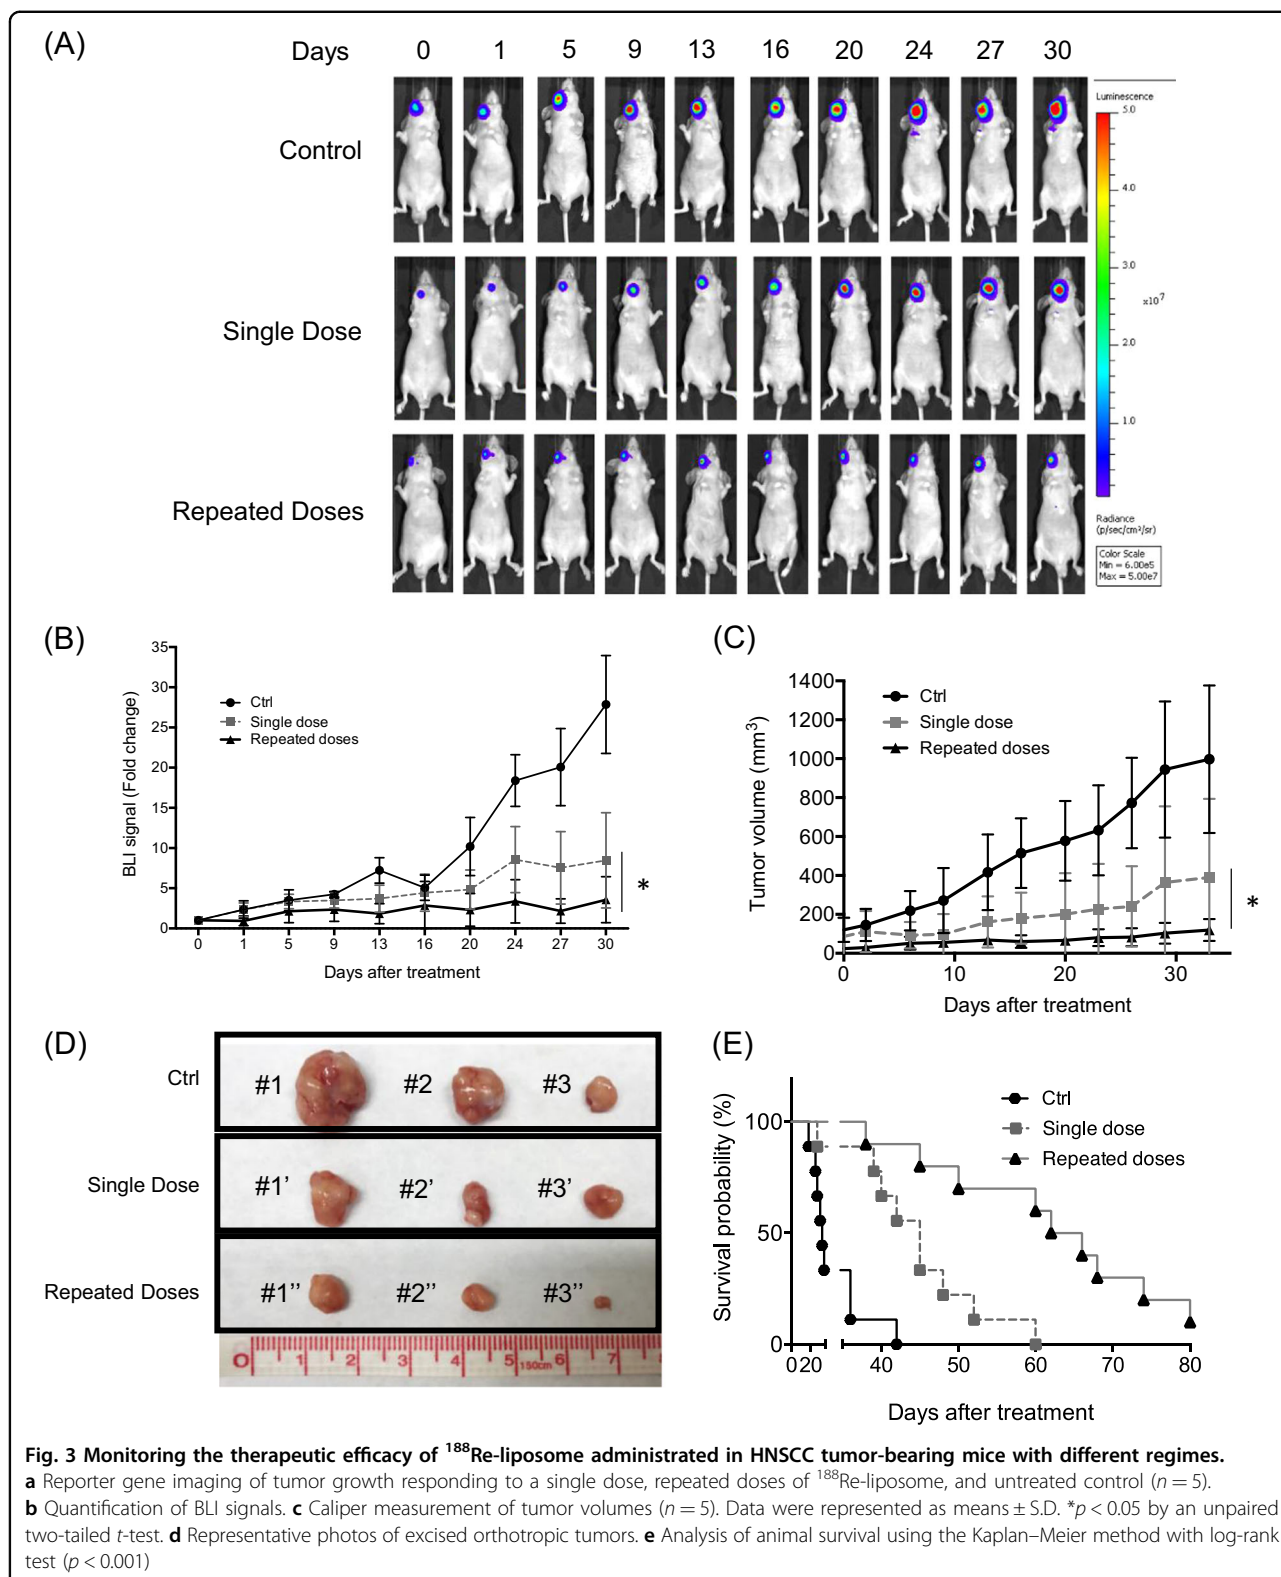 (A)
Days 0 1 5 9 13 16 20 24 27 30
Control
Single Dose
Repeated Doses
Luminescence
5.0
4.0
3.0
x10⁷
2.0
1.0
Radiance
(p/sec/cm²/sr)
Color Scale
Min = 6.00e5
Max = 5.00e7
(B)
BLI signal (Fold change)
35
30
25
20
15
10
5
0
Ctrl
Single dose
Repeated doses
*
0 1 5 9 13 16 20 24 27 30
Days after treatment
(C)
Tumor volume (mm³)
1400
1200
1000
800
600
400
200
0
Ctrl
Single dose
Repeated doses
*
0 10 20 30
Days after treatment
(D)
Ctrl
#1 #2 #3
Single Dose
#1’ #2’ #3’
Repeated Doses
#1’’ #2’’ #3’’
0 1 2 3 4 5 150cm 6 7
(E)
Survival probability (%)
100
50
0
Ctrl
Single dose
Repeated doses
0 20 40 50 60 70 80
Days after treatment
Fig. 3 Monitoring the therapeutic efficacy of ¹⁸⁸Re-liposome administrated in HNSCC tumor-bearing mice with different regimes.
a Reporter gene imaging of tumor growth responding to a single dose, repeated doses of ¹⁸⁸Re-liposome, and untreated control (n = 5).
b Quantification of BLI signals. c Caliper measurement of tumor volumes (n = 5). Data were represented as means ± S.D. *p < 0.05 by an unpaired
two-tailed t-test. d Representative photos of excised orthotropic tumors. e Analysis of animal survival using the Kaplan–Meier method with log-rank
test (p < 0.001)